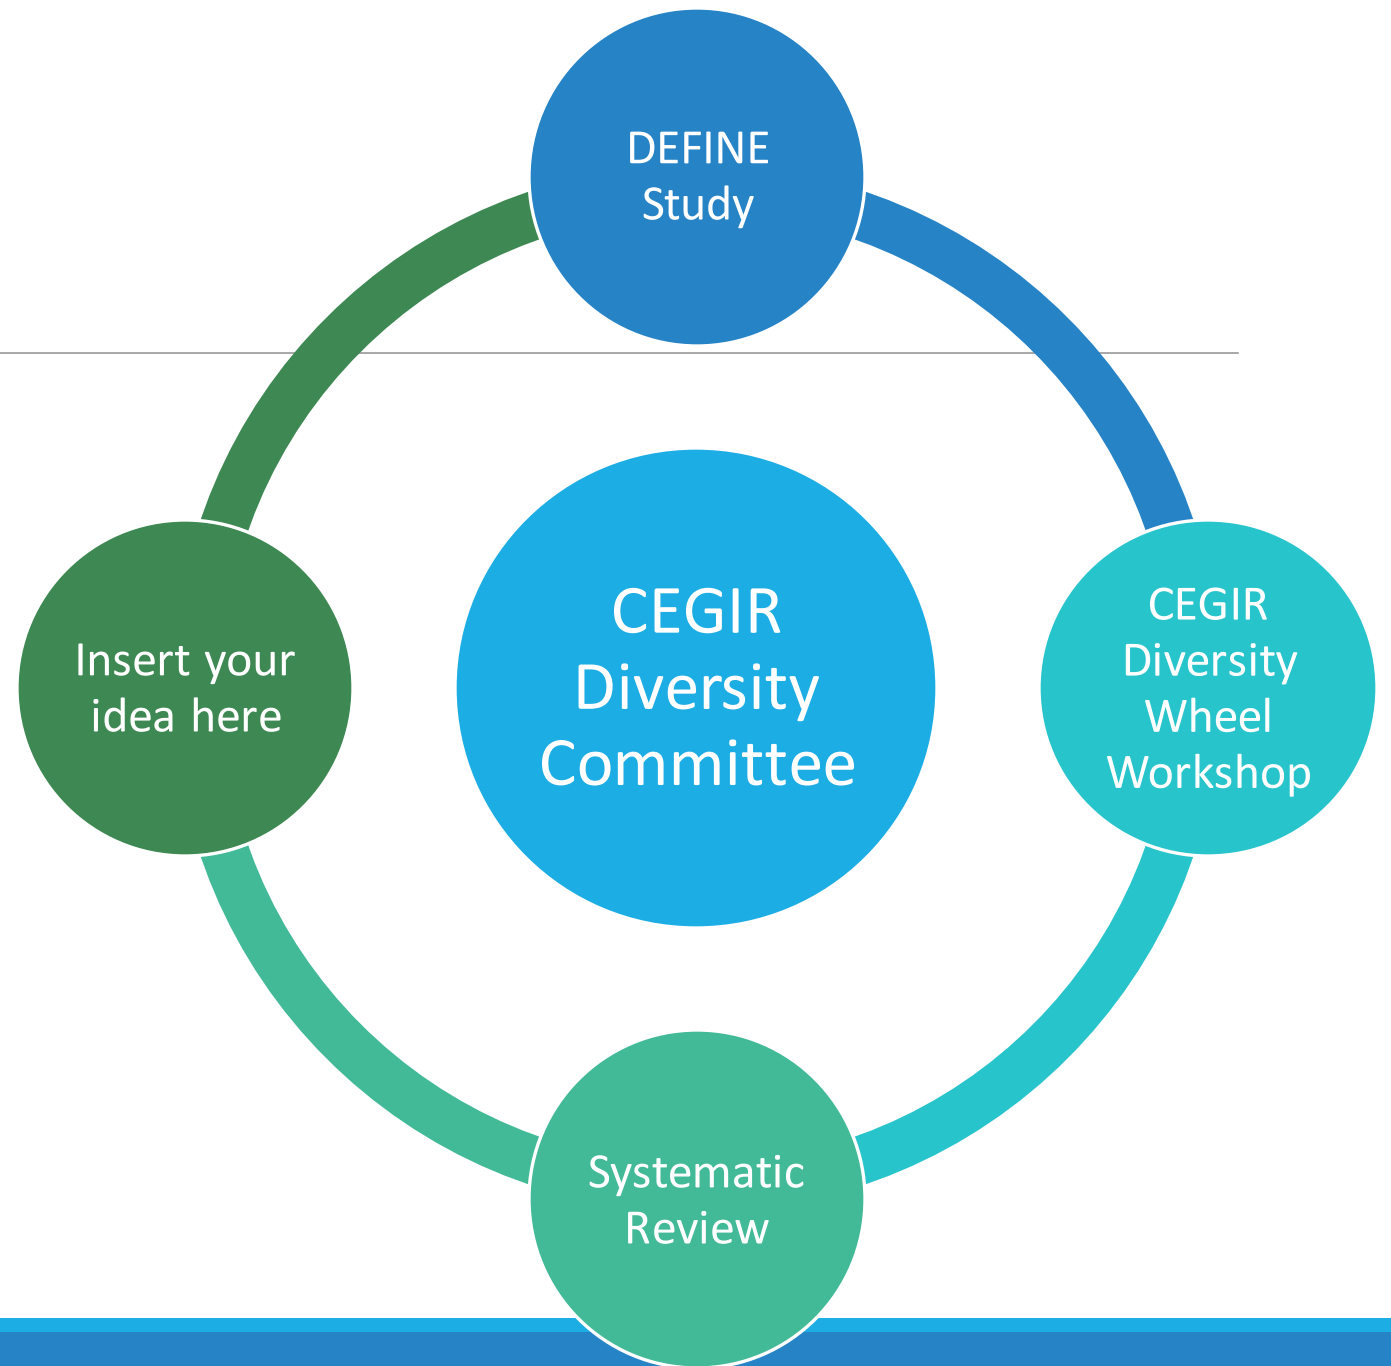 DEFINE
Study
CEGIR
Diversity
Committee
CEGIR
Diversity
Wheel
Workshop
Insert your
idea here
Systematic
Review